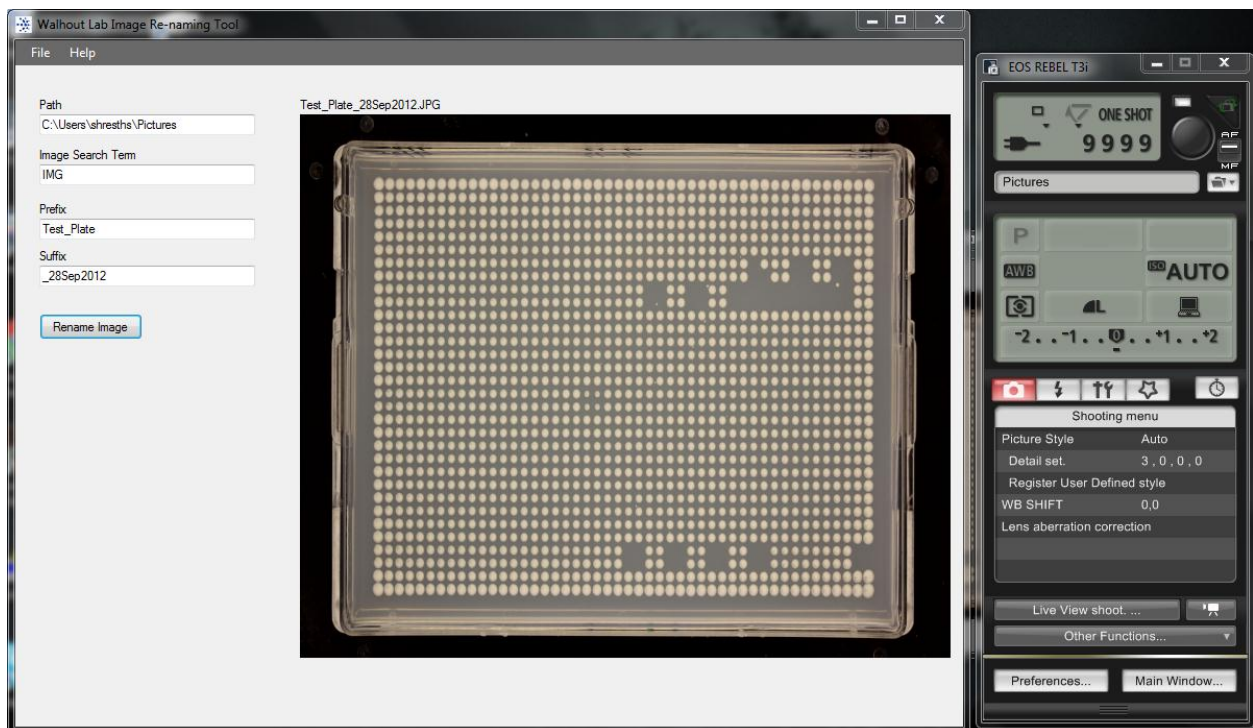 Walhout Lab Image Re-naming Tool
File Help
Path
C:\Users\shresths\Pictures
Image Search Term
IMG
Prefix
Test_Plate
Suffix
_28Sep2012
Rename Image
Test_Plate_28Sep2012.JPG
EOS REBEL T3i
ONE SHOT
9999
AF
MF
Pictures
P
AWB
ISO AUTO
L
-2..-1..0..+1..+2
Shooting menu
Picture Style Auto
Detail set. 3,0,0,0
Register User Defined style
WB SHIFT 0,0
Lens aberration correction
Live View shoot. ...
Other Functions...
Preferences... Main Window...